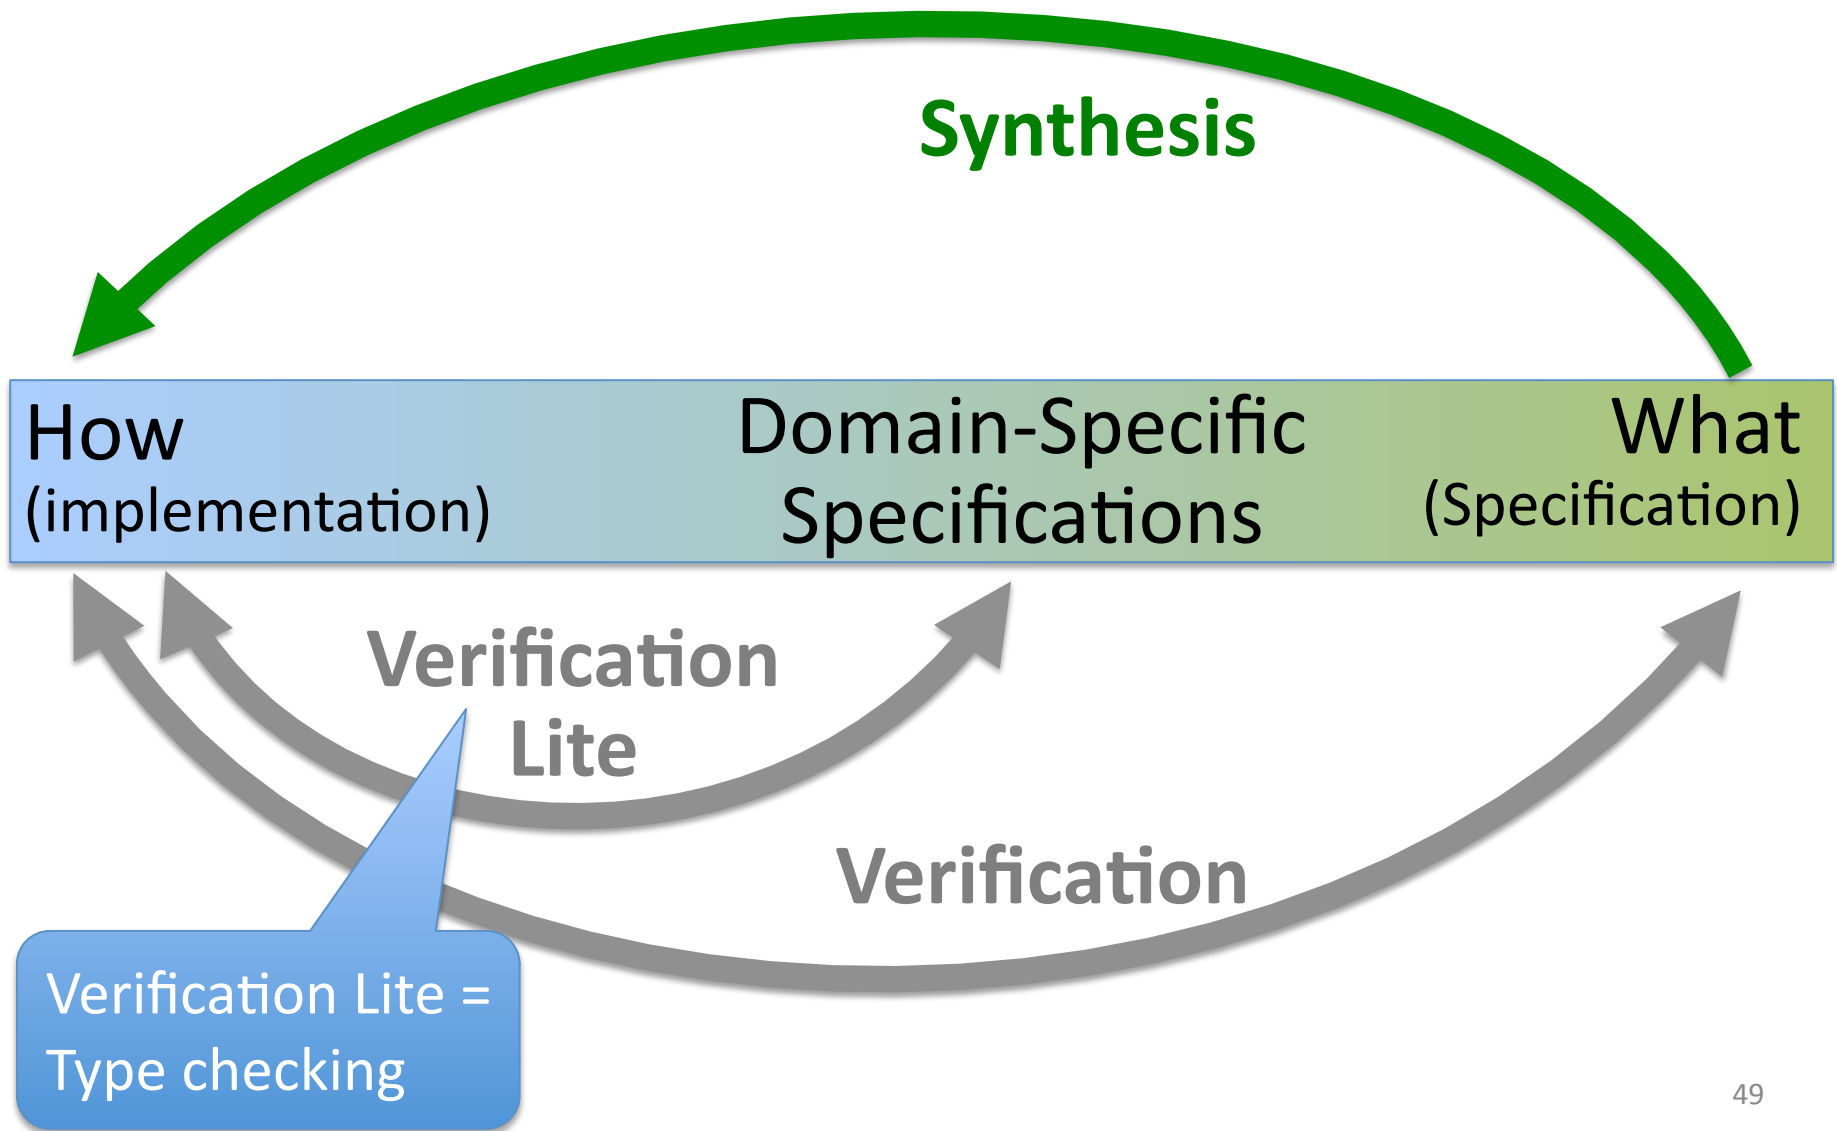 Synthesis
How
(implementation)
Domain-Specific
Specifications
What
(Specification)
Verification
Lite
Verification
Verification Lite =
Type checking
49